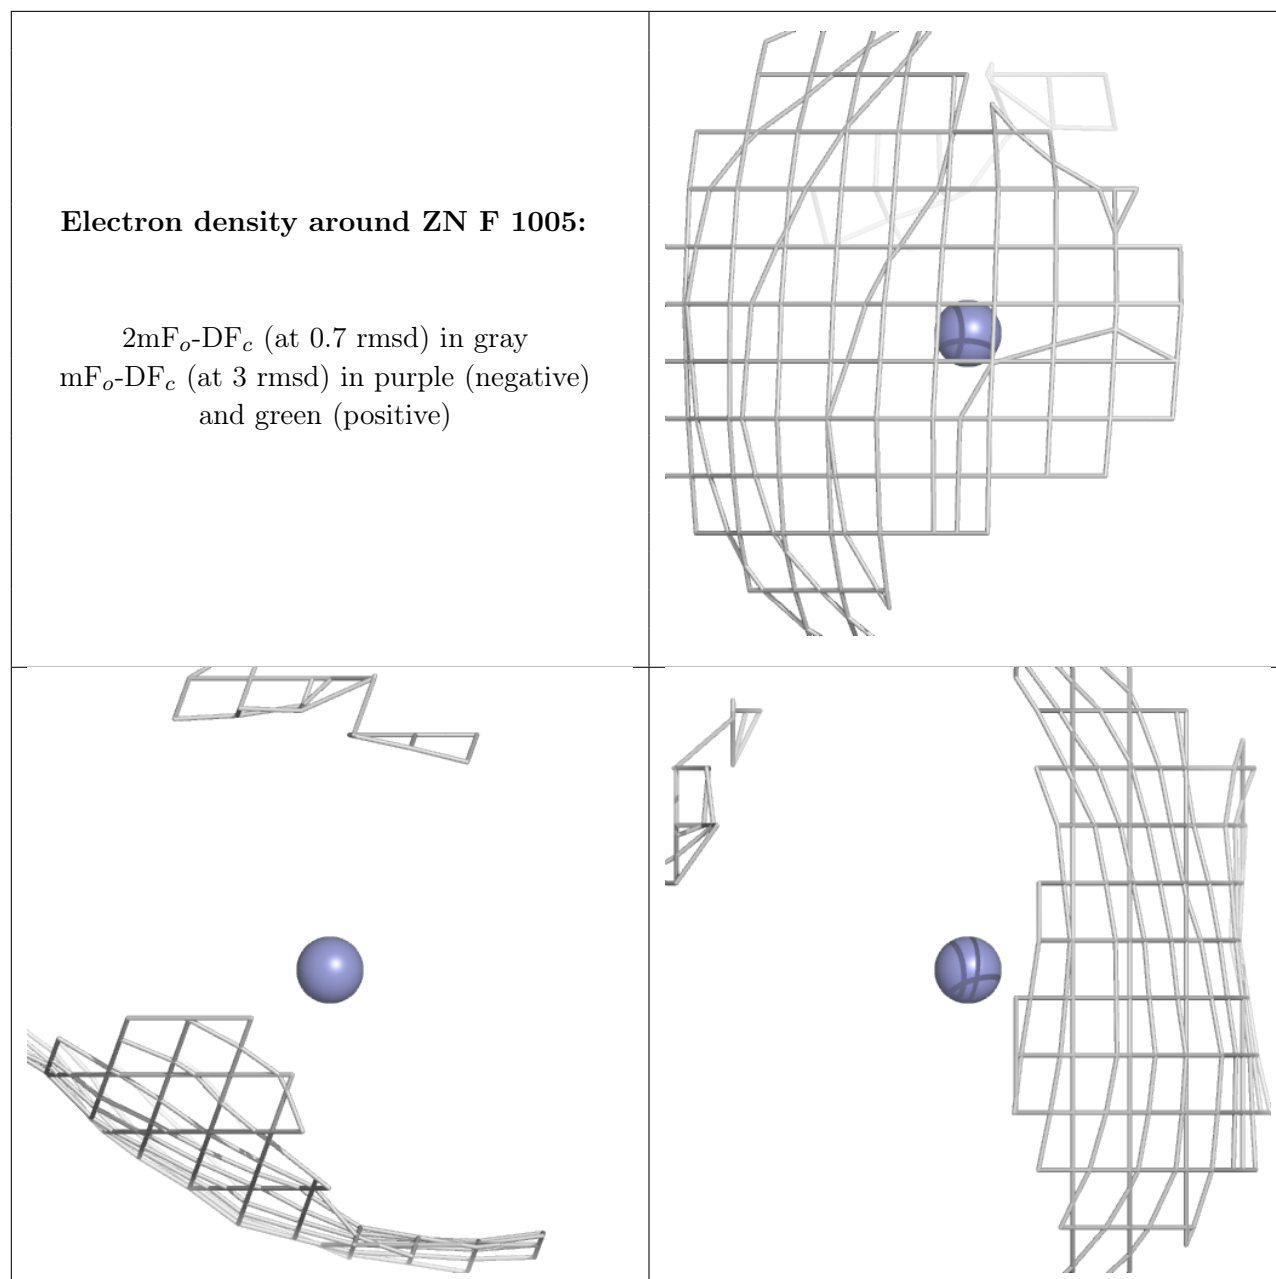 Electron density around ZN F 1005:
2mFo-DFc (at 0.7 rmsd) in gray
mFo-DFc (at 3 rmsd) in purple (negative)
and green (positive)